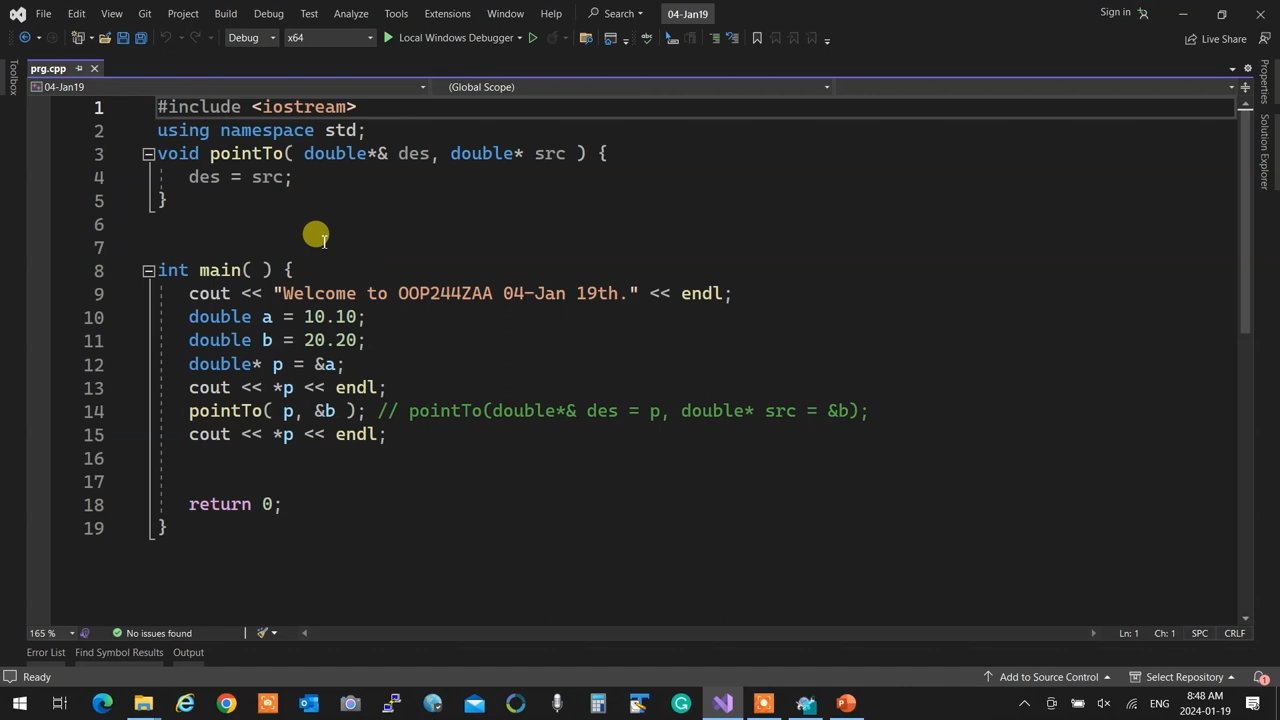 File Edit View Git Project Build Debug Test Analyze Tools Extensions Window Help Search 04-Jan19 Sign in
Debug x64 Local Windows Debugger Live Share
prg.cpp
04-Jan19 (Global Scope)
Toolbox
Properties
Solution Explorer
1 #include <iostream>
2 using namespace std;
3 void pointTo( double*& des, double* src ) {
4 des = src;
5 }
6
7
8 int main( ) {
9 cout << "Welcome to OOP244ZAA 04-Jan 19th." << endl;
10 double a = 10.10;
11 double b = 20.20;
12 double* p = &a;
13 cout << *p << endl;
14 pointTo( p, &b ); // pointTo(double*& des = p, double* src = &b);
15 cout << *p << endl;
16
17
18 return 0;
19 }
165 % No issues found Ln: 1 Ch: 1 SPC CRLF
Error List Find Symbol Results Output
Ready Add to Source Control Select Repository 1
ENG 8:48 AM
2024-01-19